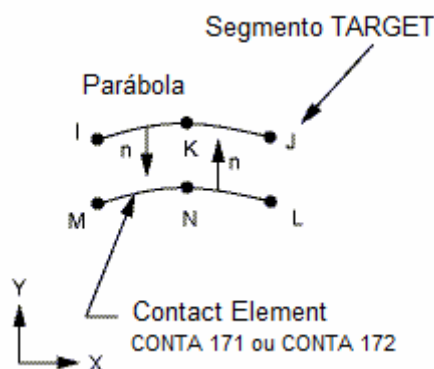 Segmento TARGET
Parábola
I
K
J
n
n
M
N
L
Y
Contact Element
X
CONTA 171 ou CONTA 172